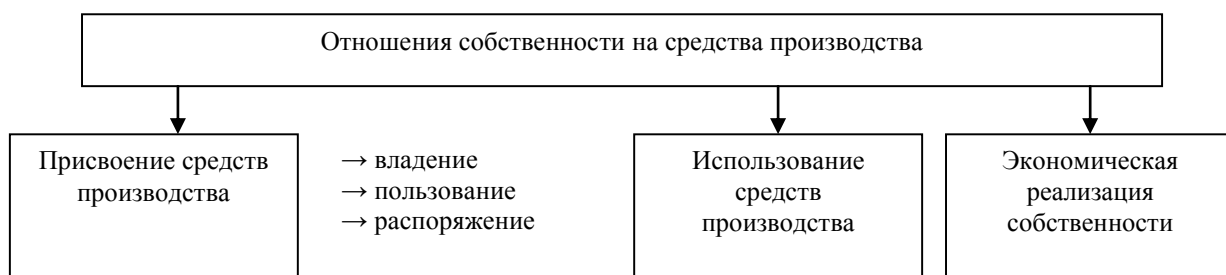 Отношения собственности на средства производства
Присвоение средств
производства
→ владение
→ пользование
→ распоряжение
Использование
средств
производства
Экономическая
реализация
собственности